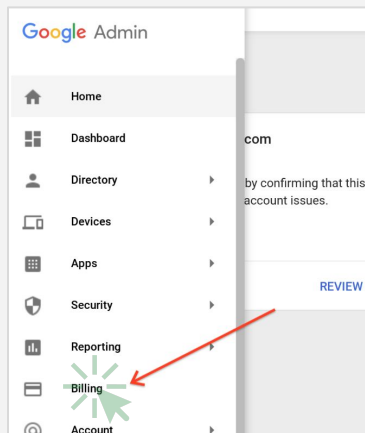 Google Admin
Home
Dashboard
com
Directory
by confirming that this
account issues.
Devices
Apps
REVIEW
Security
Reporting
Billing
Account